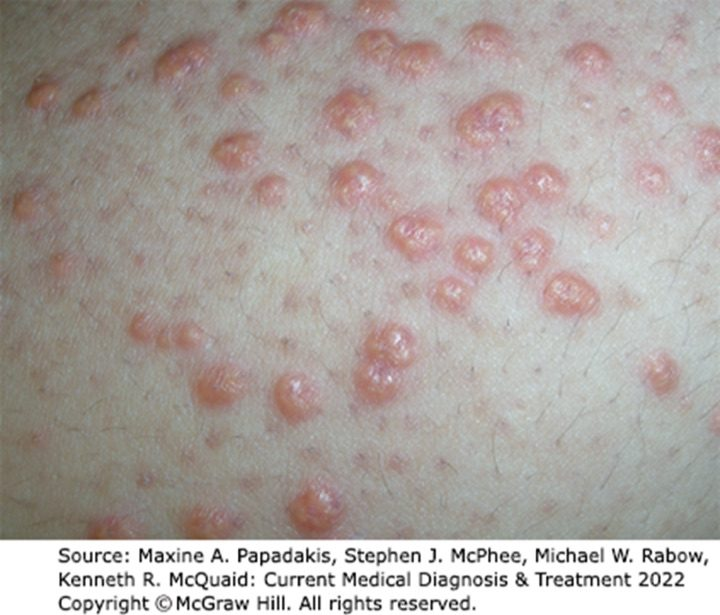 Source: Maxine A. Papadakis, Stephen J. McPhee, Michael W. Rabow,
Kenneth R. McQuaid: Current Medical Diagnosis & Treatment 2022
Copyright © McGraw Hill. All rights reserved.